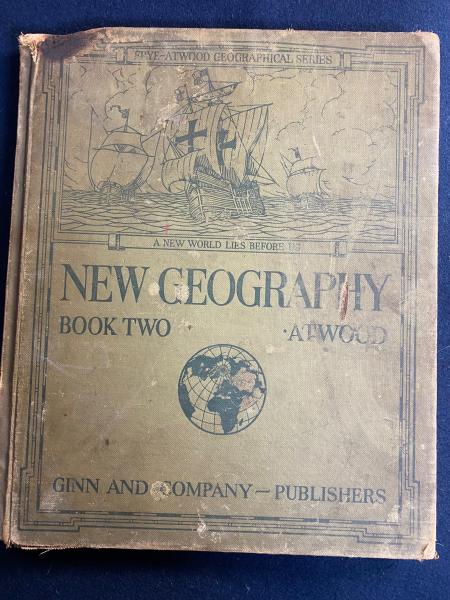 FRYE-ATWOOD GEOGRAPHICAL SERIES
A NEW WORLD LIES BEFORE US
NEW GEOGRAPHY
BOOK TWO ·ATWOOD
GINN AND COMPANY — PUBLISHERS